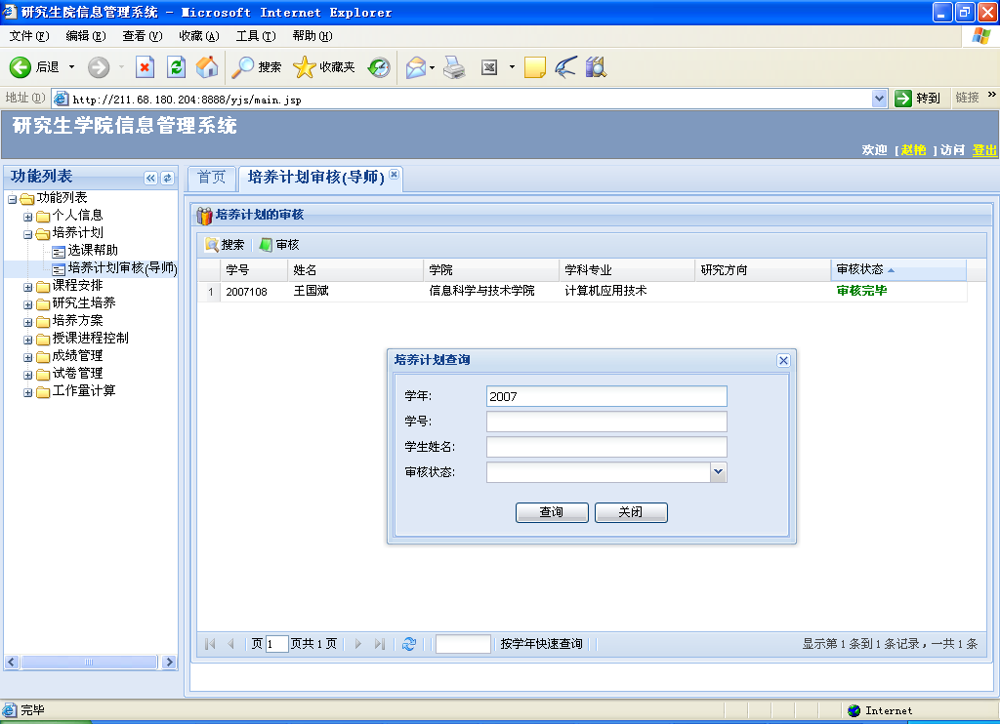 研究生院信息管理系统 - Microsoft Internet Explorer
文件(F) 编辑(E) 查看(V) 收藏(A) 工具(T) 帮助(H)
后退 搜索 收藏夹
地址(D) http://211.68.180.204:8888/yjs/main.jsp 转到 链接 »
研究生学院信息管理系统
欢迎 [赵艳 ]访问 登出
功能列表
首页 培养计划审核(导师)
功能列表
个人信息
培养计划
选课帮助
培养计划审核(导师)
课程安排
研究生培养
培养方案
授课进程控制
成绩管理
试卷管理
工作量计算
培养计划的审核
搜索 审核
学号 姓名 学院 学科专业 研究方向 审核状态
1 2007108 王国斌 信息科学与技术学院 计算机应用技术 审核完毕
培养计划查询
学年: 2007
学号:
学生姓名:
审核状态:
查询 关闭
页 1 页共 1 页 按学年快速查询 显示第 1 条到 1 条记录，一共 1 条
完毕 Internet